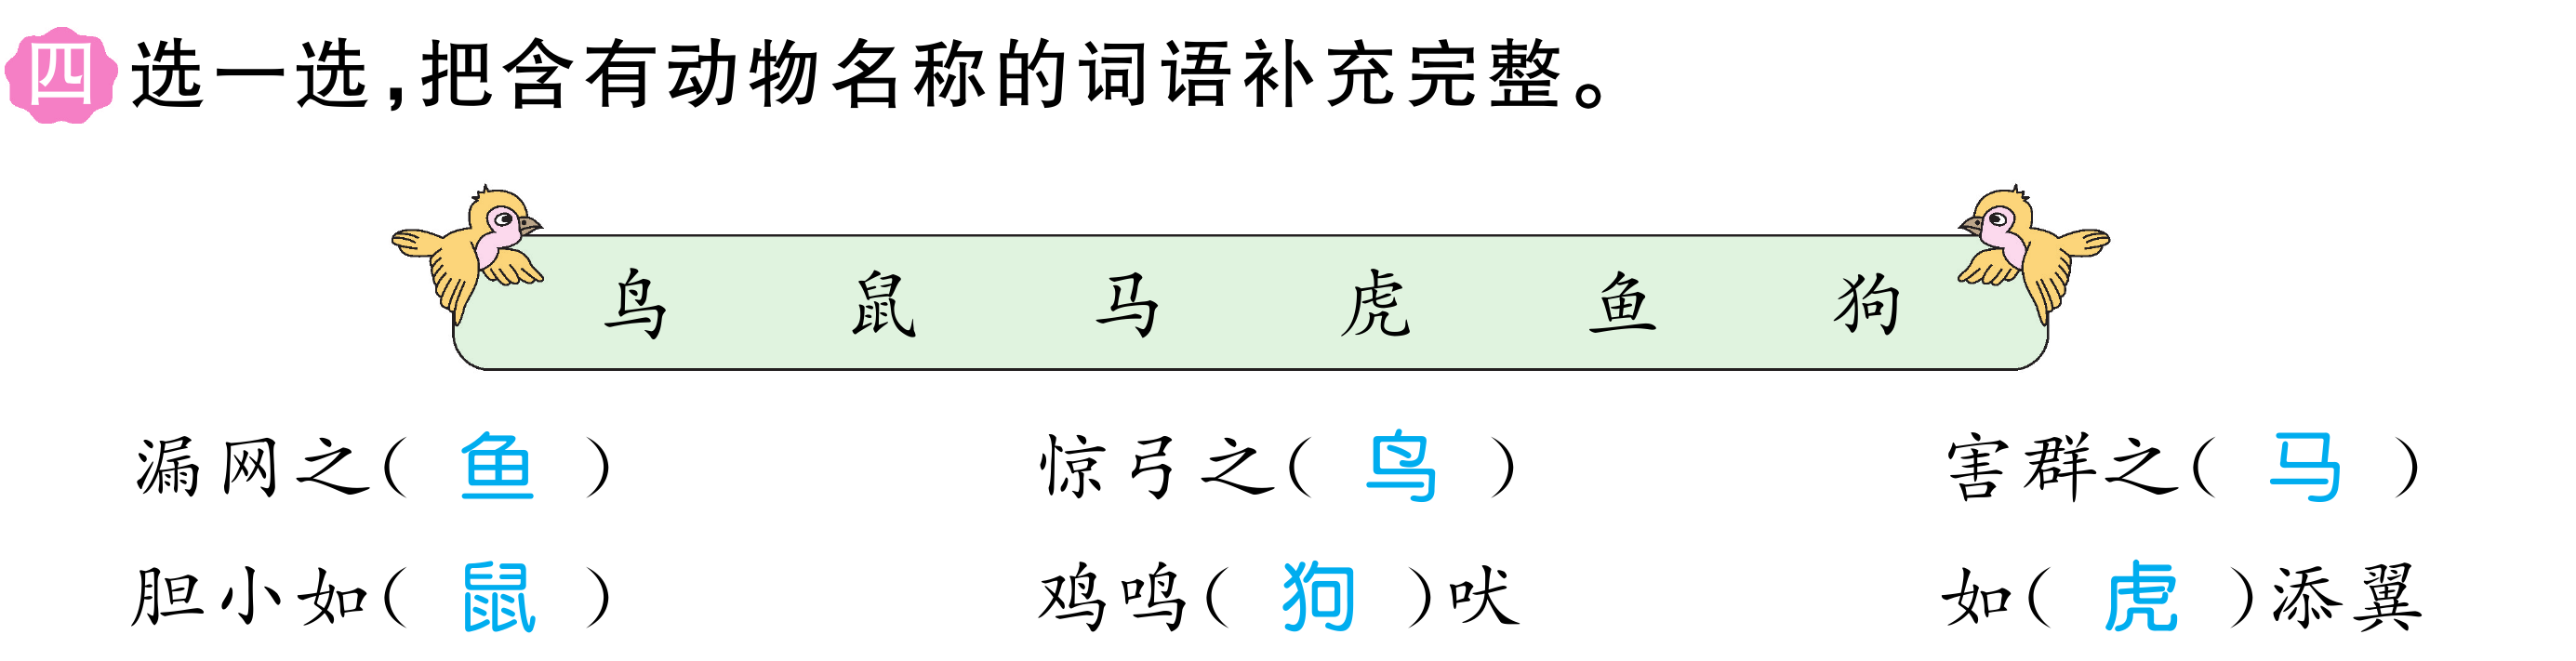 四 选一选,把含有动物名称的词语补充完整。
鸟 鼠 马 虎 鱼 狗
漏网之( 鱼 ) 惊弓之( 鸟 ) 害群之( 马 )
胆小如( 鼠 ) 鸡鸣( 狗 )吠 如( 虎 )添翼